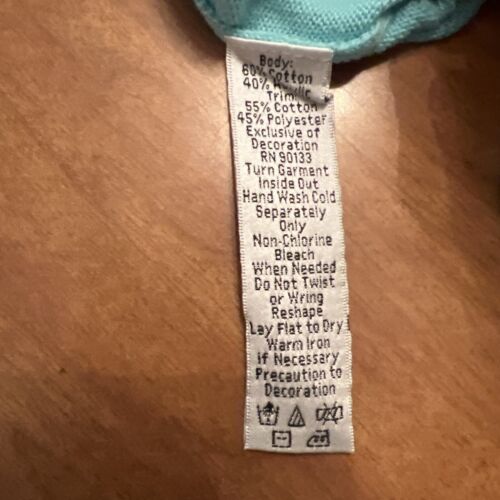 Body:
60% Cotton
40% Acrylic
Trim:
55% Cotton
45% Polyester
Exclusive of
Decoration
RN 90133
Turn Garment
Inside Out
Hand Wash Cold
Separately
Only
Non-Chlorine
Bleach
When Needed
Do Not Twist
or Wring
Reshape
Lay Flat to Dry
Warm Iron
if Necessary
Precaution to
Decoration